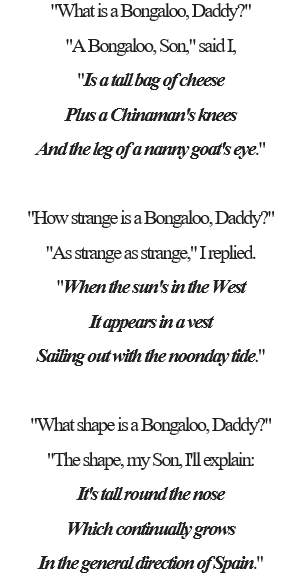 "What is a Bongaloo, Daddy?"
"A Bongaloo, Son," said I,
"Is a tall bag of cheese
Plus a Chinaman's knees
And the leg of a nanny goat's eye."
"How strange is a Bongaloo, Daddy?"
"As strange as strange," I replied.
"When the sun's in the West
It appears in a vest
Sailing out with the noonday tide."
"What shape is a Bongaloo, Daddy?"
"The shape, my Son, I'll explain:
It's tall round the nose
Which continually grows
In the general direction of Spain."